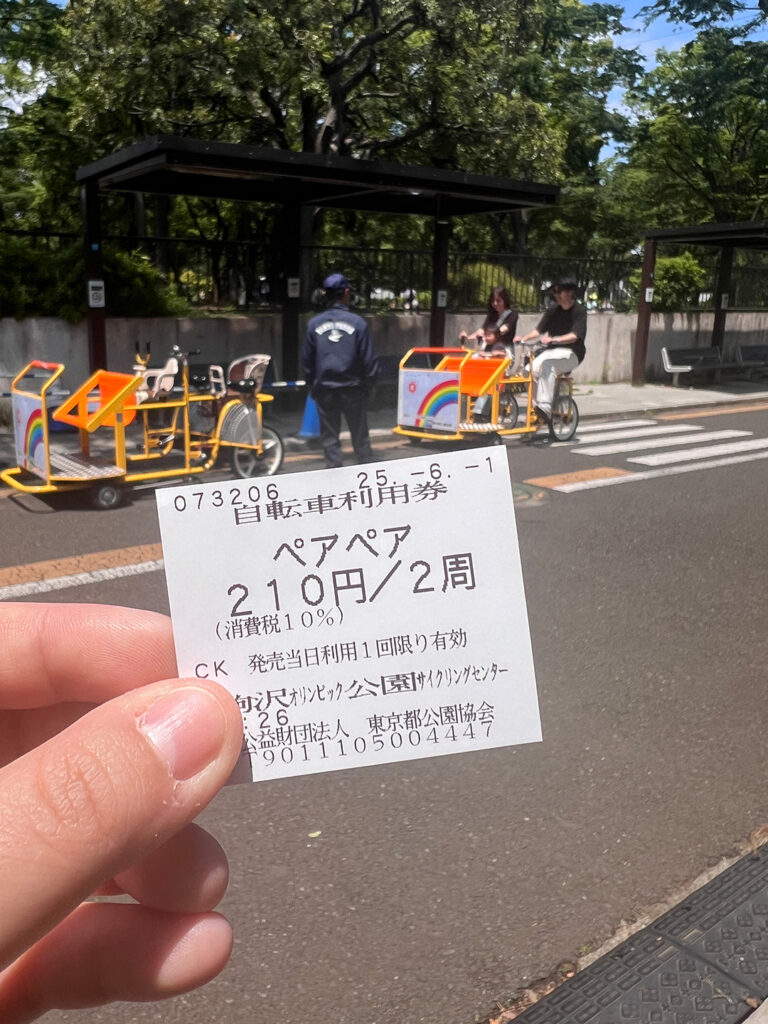 073206 25.-6.-1
自転車利用券
ペアペア
210円/2周
(消費税10%)
CK 発売当日利用1回限り有効
沢オリンピック公園サイクリングセンター
:26
公益財団法人 東京都公園協会
T9011105004447